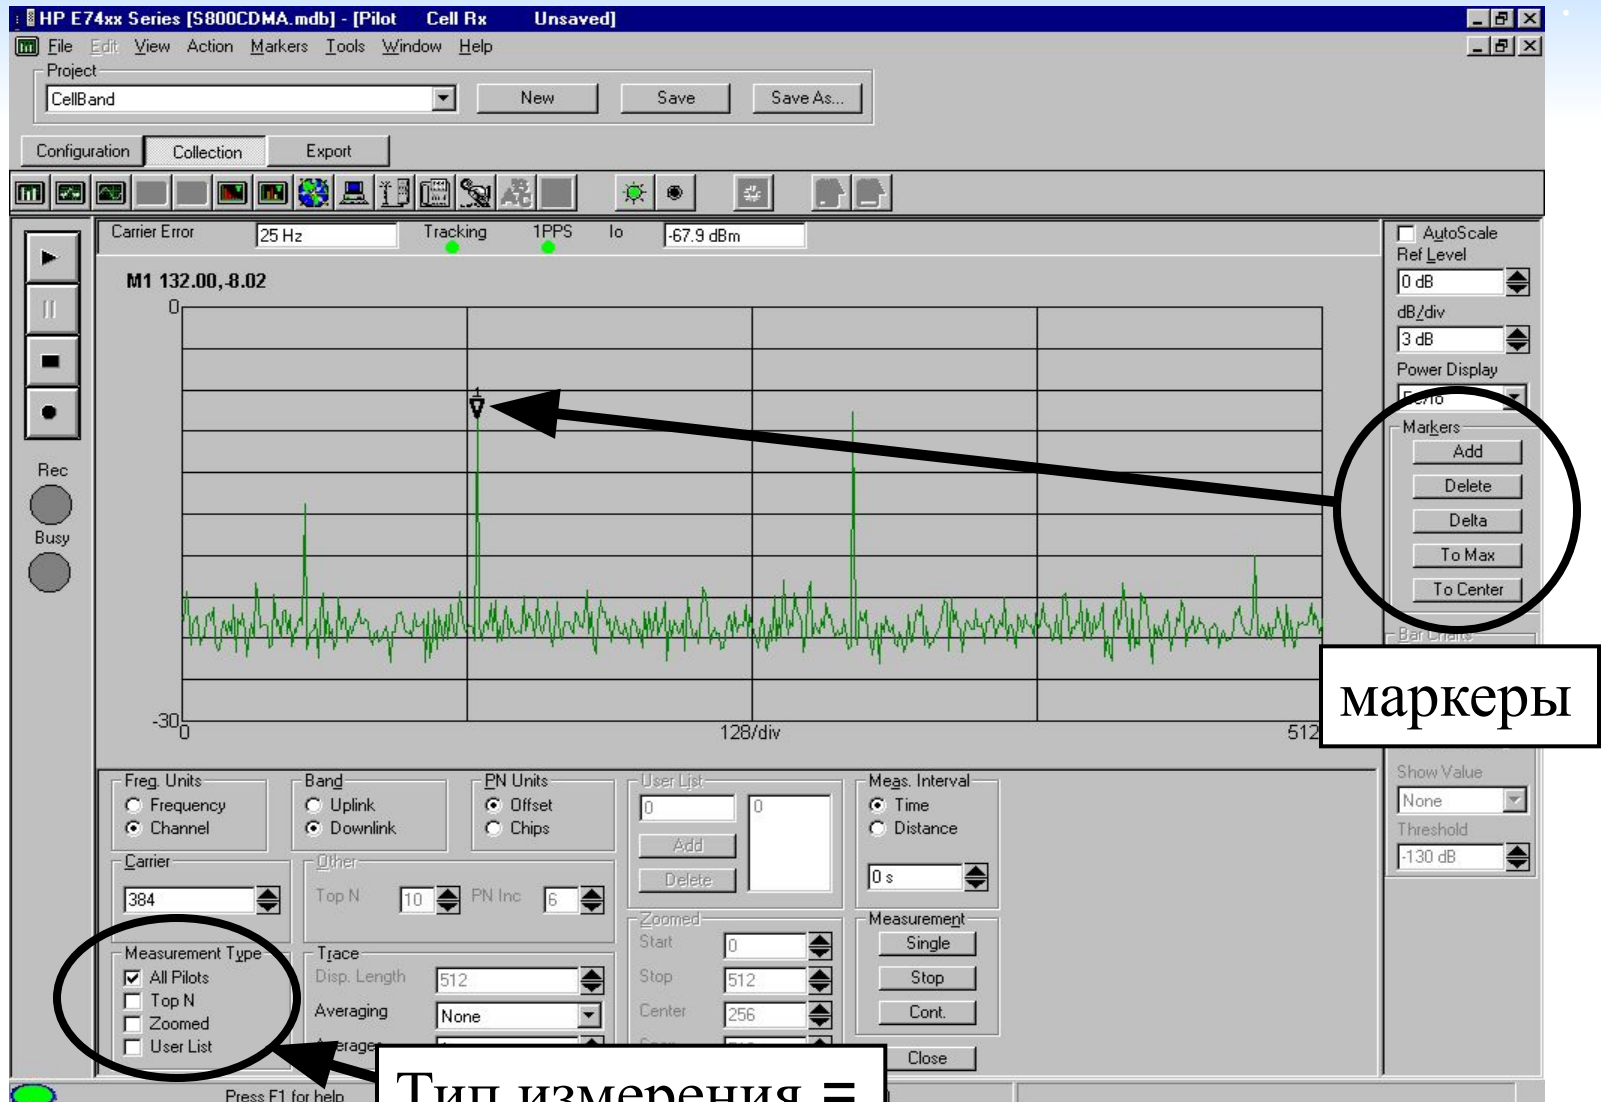 HP E74xx Series [S800CDMA.mdb] - [Pilot Cell Rx Unsaved]
File Edit View Action Markers Tools Window Help
Project
CellBand
New
Save
Save As...
Configuration
Collection
Export
Carrier Error
25 Hz
Tracking
1PPS
Io
-67.9 dBm
M1 132.00,-8.02
0
1
-30
0
128/div
512
Rec
Busy
AutoScale
Ref Level
0 dB
dB/div
3 dB
Power Display
Ec/Io
Markers
Add
Delete
Delta
To Max
To Center
Bar Charts
маркеры
Show Value
None
Threshold
-130 dB
Freq. Units
Frequency
Channel
Band
Uplink
Downlink
PN Units
Offset
Chips
User List
0
0
Add
Delete
Meas. Interval
Time
Distance
0 s
Carrier
384
Other
Top N
10
PN Inc
6
Measurement Type
All Pilots
Top N
Zoomed
User List
Trace
Disp. Length
512
Averaging
None
Zoomed
Start
0
Stop
512
Center
256
Measurement
Single
Stop
Cont.
Close
Press F1 for help
Тип измерения =